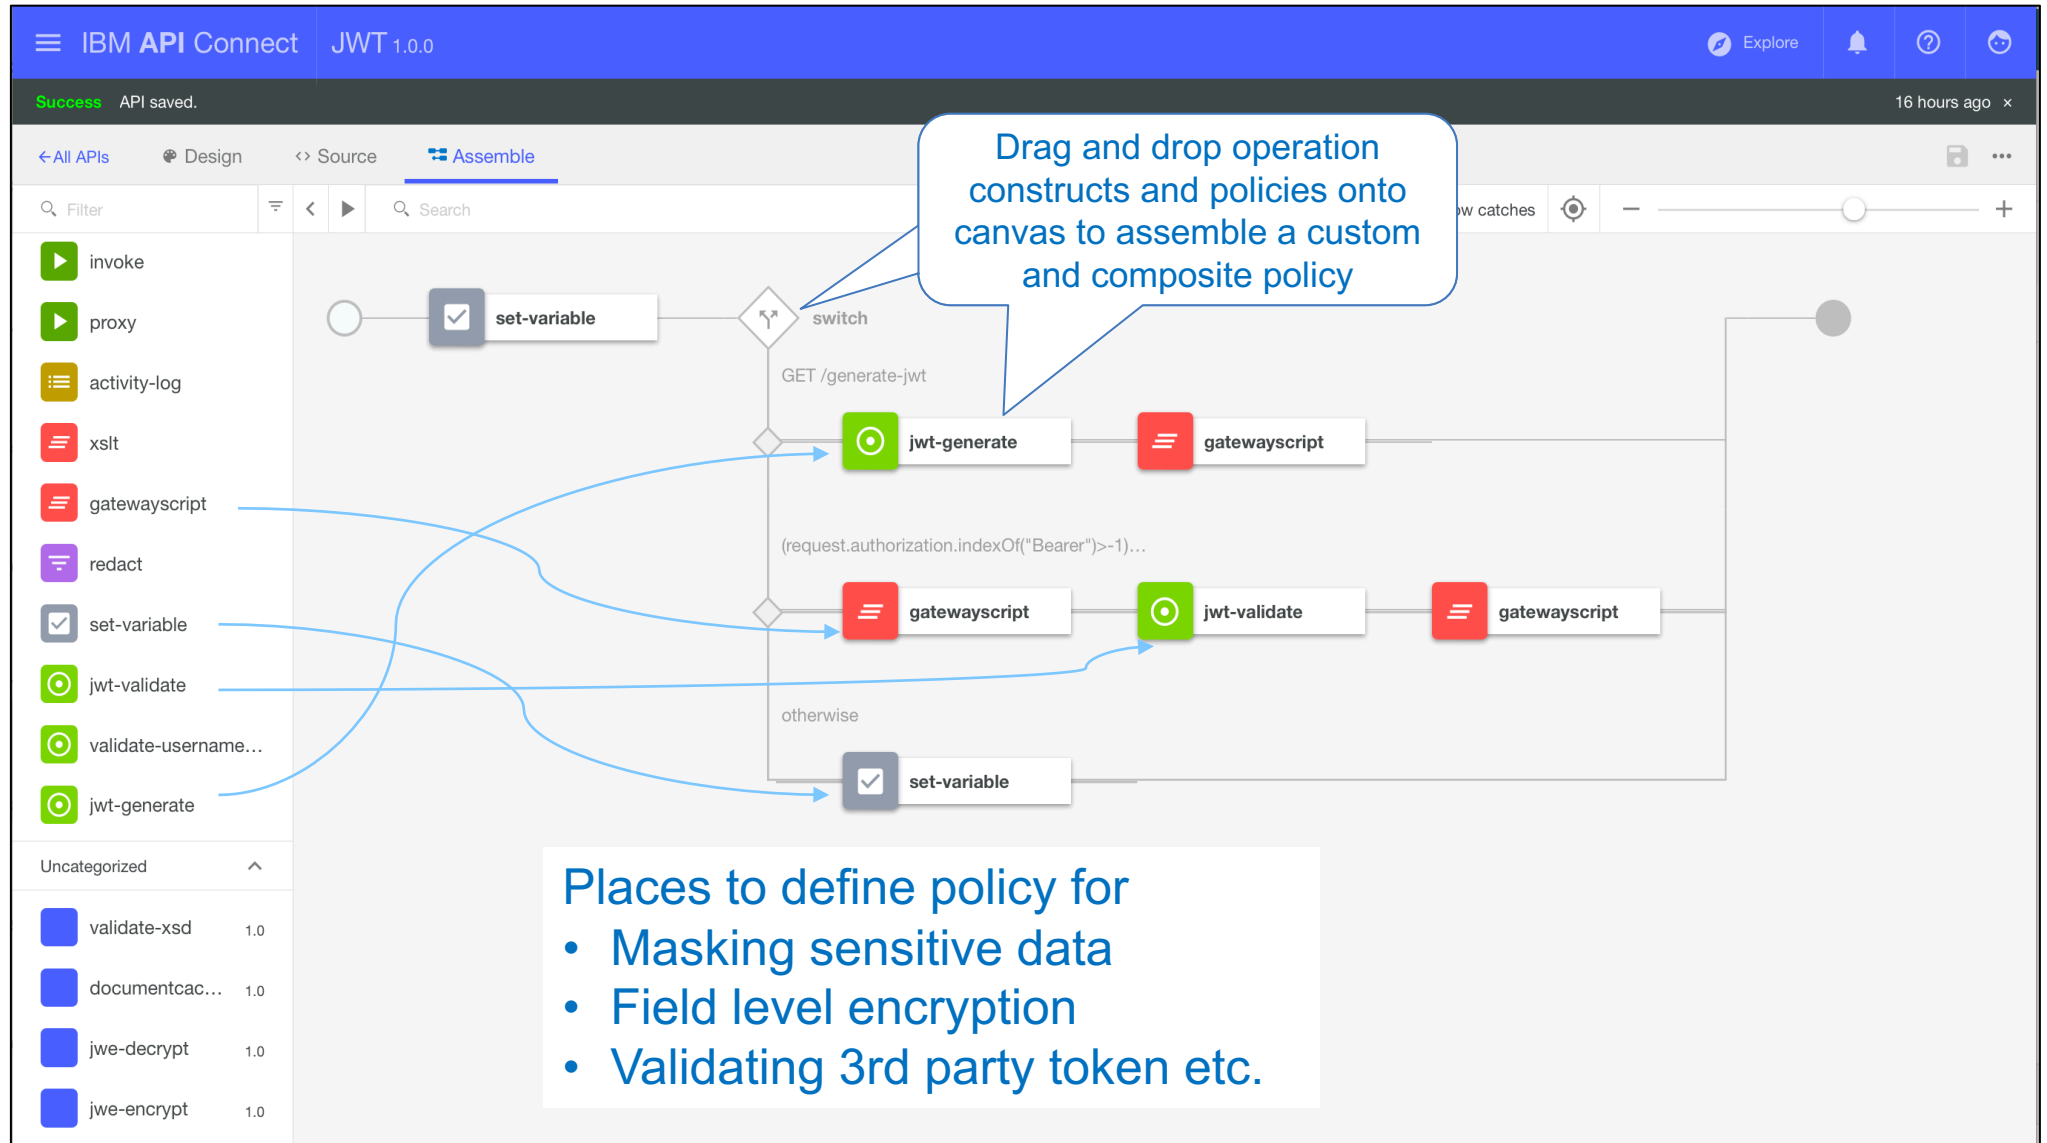 IBM API Connect JWT 1.0.0 Explore
Success API saved. 16 hours ago ×
All APIs Design <> Source Assemble
Filter Search catches
Drag and drop operation
constructs and policies onto
canvas to assemble a custom
and composite policy
invoke
proxy
activity-log
xslt
gatewayscript
redact
set-variable
jwt-validate
validate-username...
jwt-generate
Uncategorized
validate-xsd 1.0
documentcac... 1.0
jwe-decrypt 1.0
jwe-encrypt 1.0
set-variable
switch
GET /generate-jwt
jwt-generate gatewayscript
(request.authorization.indexOf("Bearer")>-1)...
gatewayscript jwt-validate gatewayscript
otherwise
set-variable
Places to define policy for
• Masking sensitive data
• Field level encryption
• Validating 3rd party token etc.